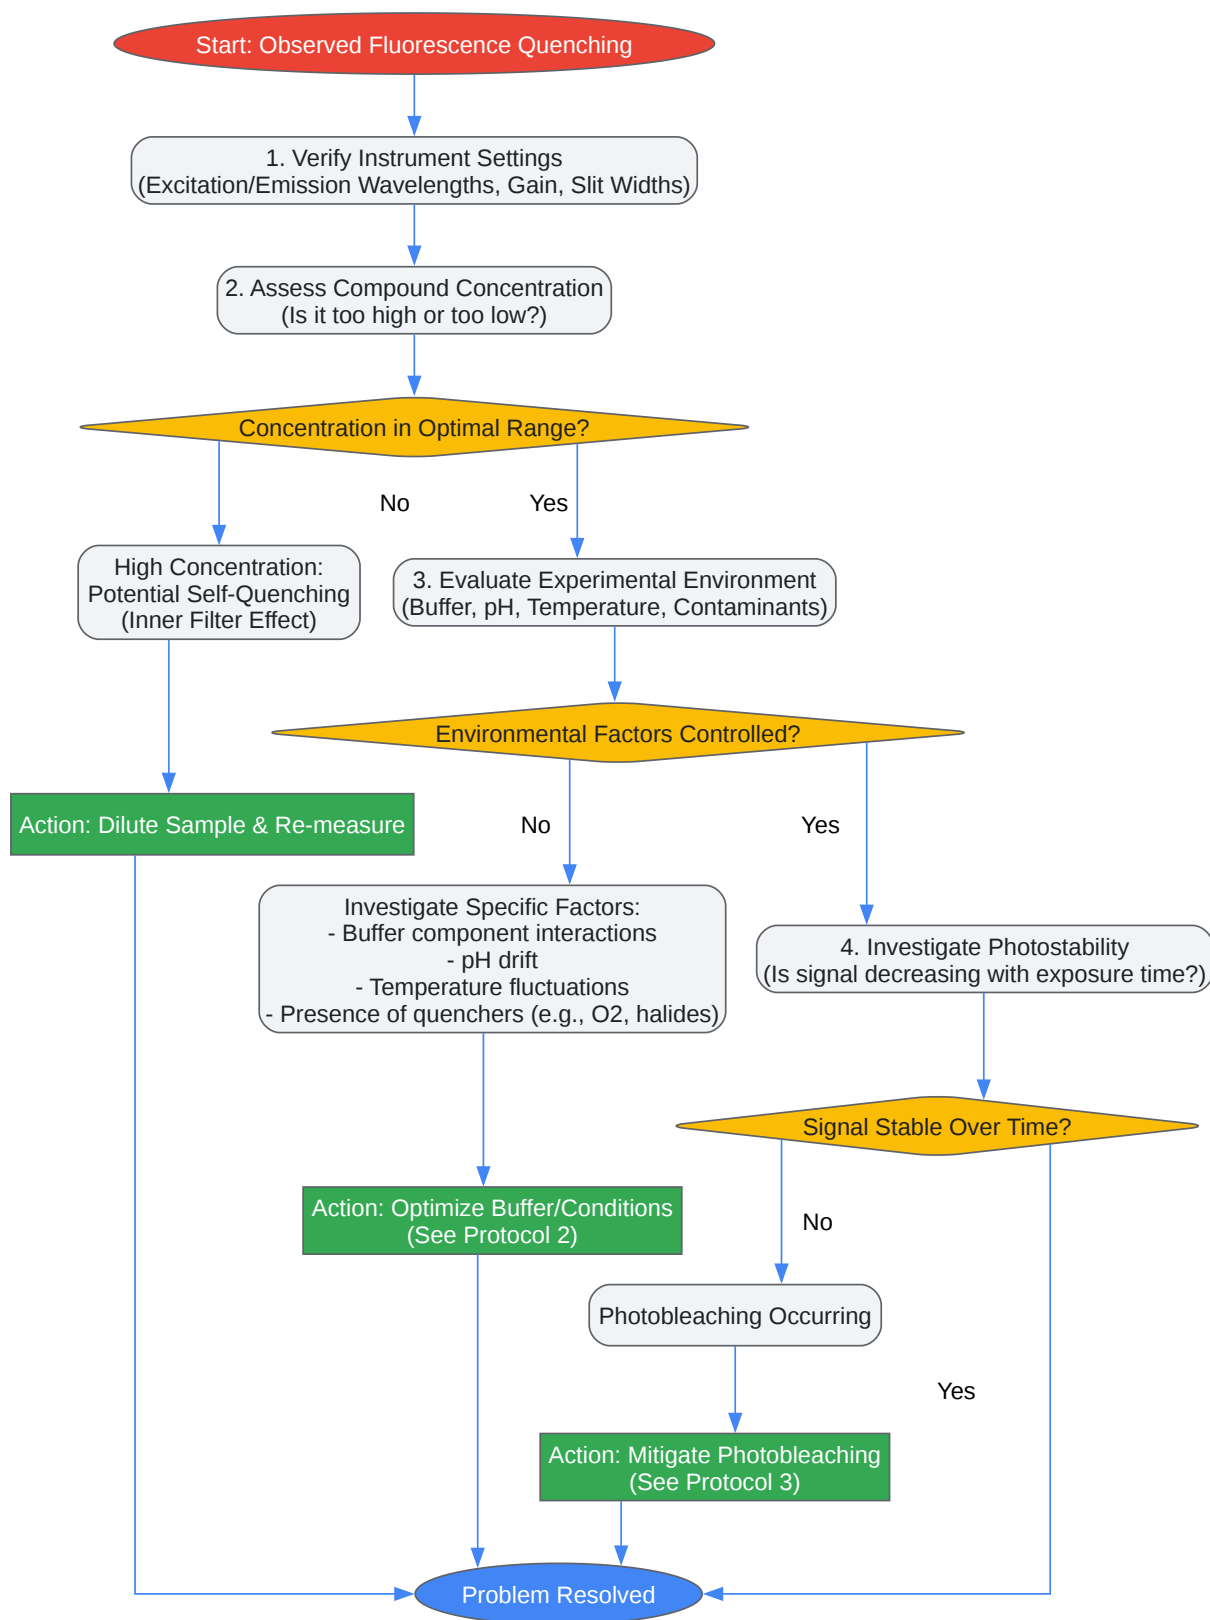 Start: Observed Fluorescence Quenching
1. Verify Instrument Settings
(Excitation/Emission Wavelengths, Gain, Slit Widths)
2. Assess Compound Concentration
(Is it too high or too low?)
Concentration in Optimal Range?
No
Yes
High Concentration:
Potential Self-Quenching
(Inner Filter Effect)
3. Evaluate Experimental Environment
(Buffer, pH, Temperature, Contaminants)
Environmental Factors Controlled?
Action: Dilute Sample & Re-measure
No
Yes
Investigate Specific Factors:
- Buffer component interactions
- pH drift
- Temperature fluctuations
- Presence of quenchers (e.g., O2, halides)
4. Investigate Photostability
(Is signal decreasing with exposure time?)
Signal Stable Over Time?
Action: Optimize Buffer/Conditions
(See Protocol 2)
No
Photobleaching Occurring
Yes
Action: Mitigate Photobleaching
(See Protocol 3)
Problem Resolved